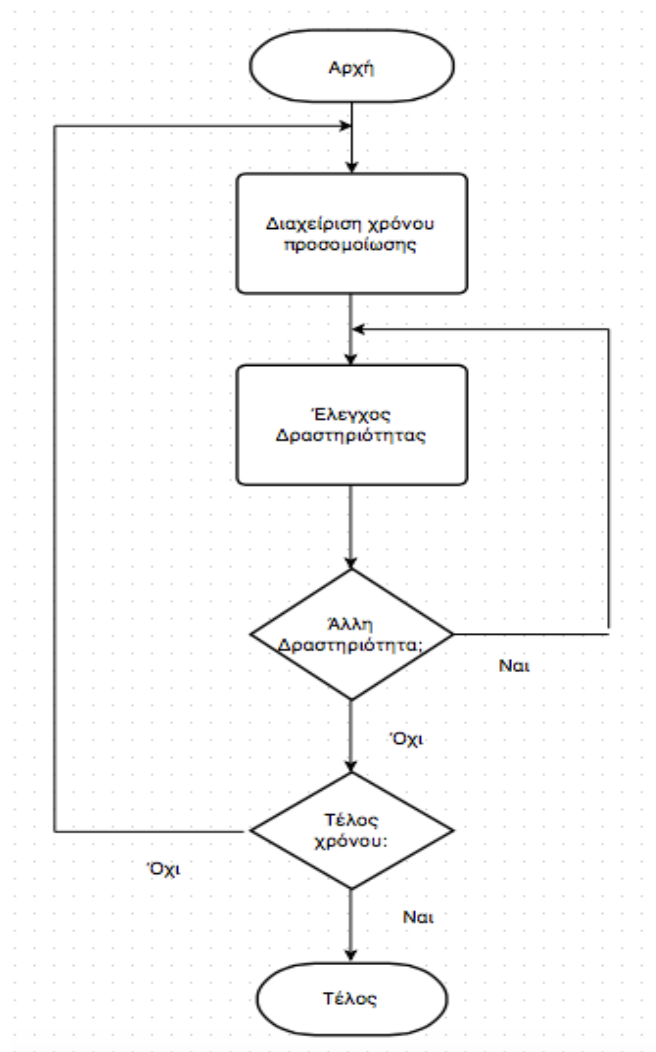 Αρχή
Διαχείριση χρόνου
προσομοίωσης
Έλεγχος
Δραστηριότητας
Άλλη
Δραστηριότητα;
Ναι
Όχι
Τέλος
χρόνου:
Όχι
Ναι
Τέλος